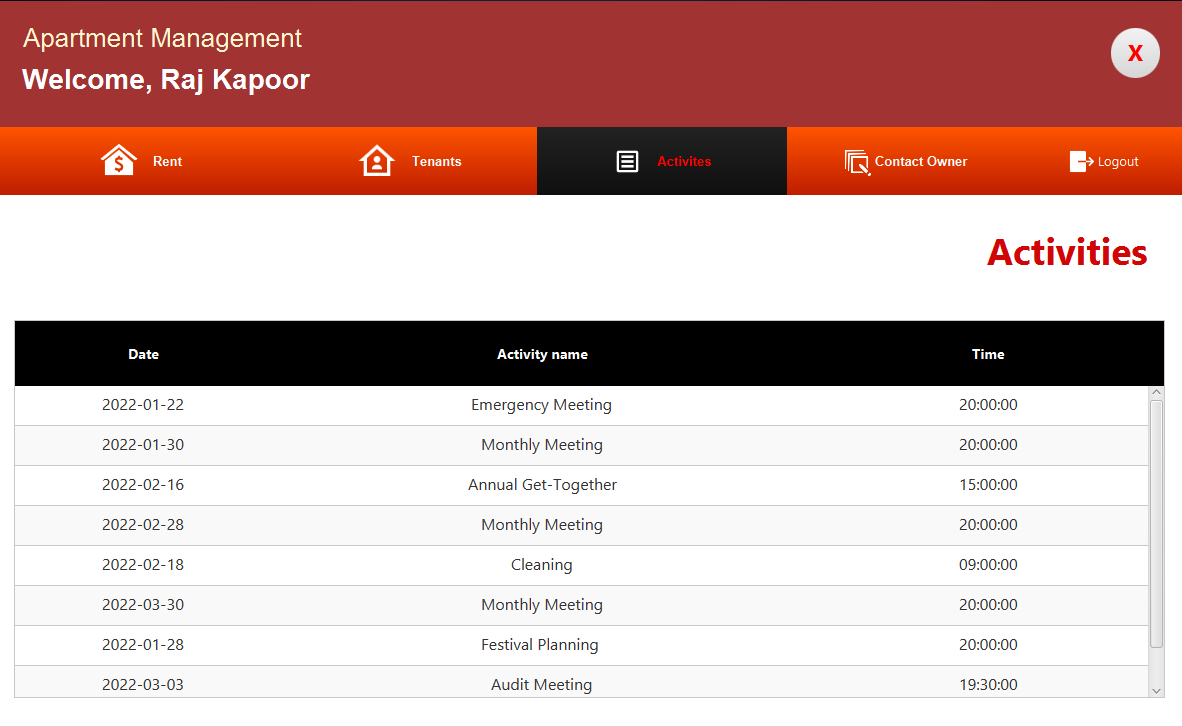 Apartment Management
Welcome, Raj Kapoor
X
Rent Tenants Activites Contact Owner Logout
Activities
Date Activity name Time
2022-01-22 Emergency Meeting 20:00:00
2022-01-30 Monthly Meeting 20:00:00
2022-02-16 Annual Get-Together 15:00:00
2022-02-28 Monthly Meeting 20:00:00
2022-02-18 Cleaning 09:00:00
2022-03-30 Monthly Meeting 20:00:00
2022-01-28 Festival Planning 20:00:00
2022-03-03 Audit Meeting 19:30:00